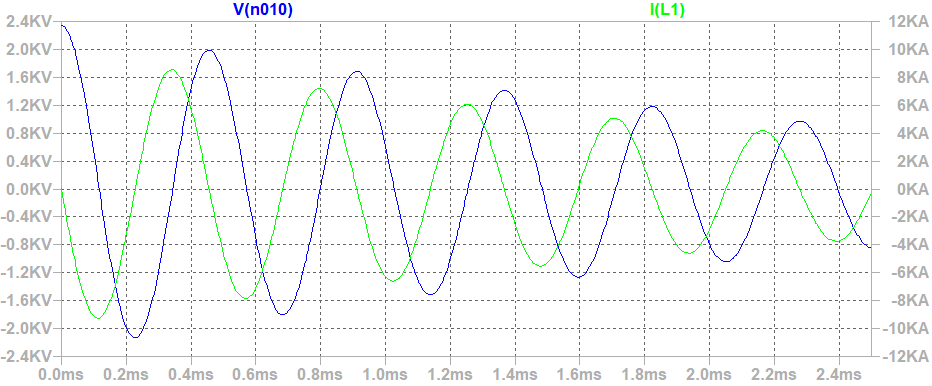 V(n010) I(L1)
2.4KV 12KA
2.0KV 10KA
1.6KV 8KA
1.2KV 6KA
0.8KV 4KA
0.4KV 2KA
0.0KV 0KA
-0.4KV -2KA
-0.8KV -4KA
-1.2KV -6KA
-1.6KV -8KA
-2.0KV -10KA
-2.4KV -12KA
0.0ms 0.2ms 0.4ms 0.6ms 0.8ms 1.0ms 1.2ms 1.4ms 1.6ms 1.8ms 2.0ms 2.2ms 2.4ms